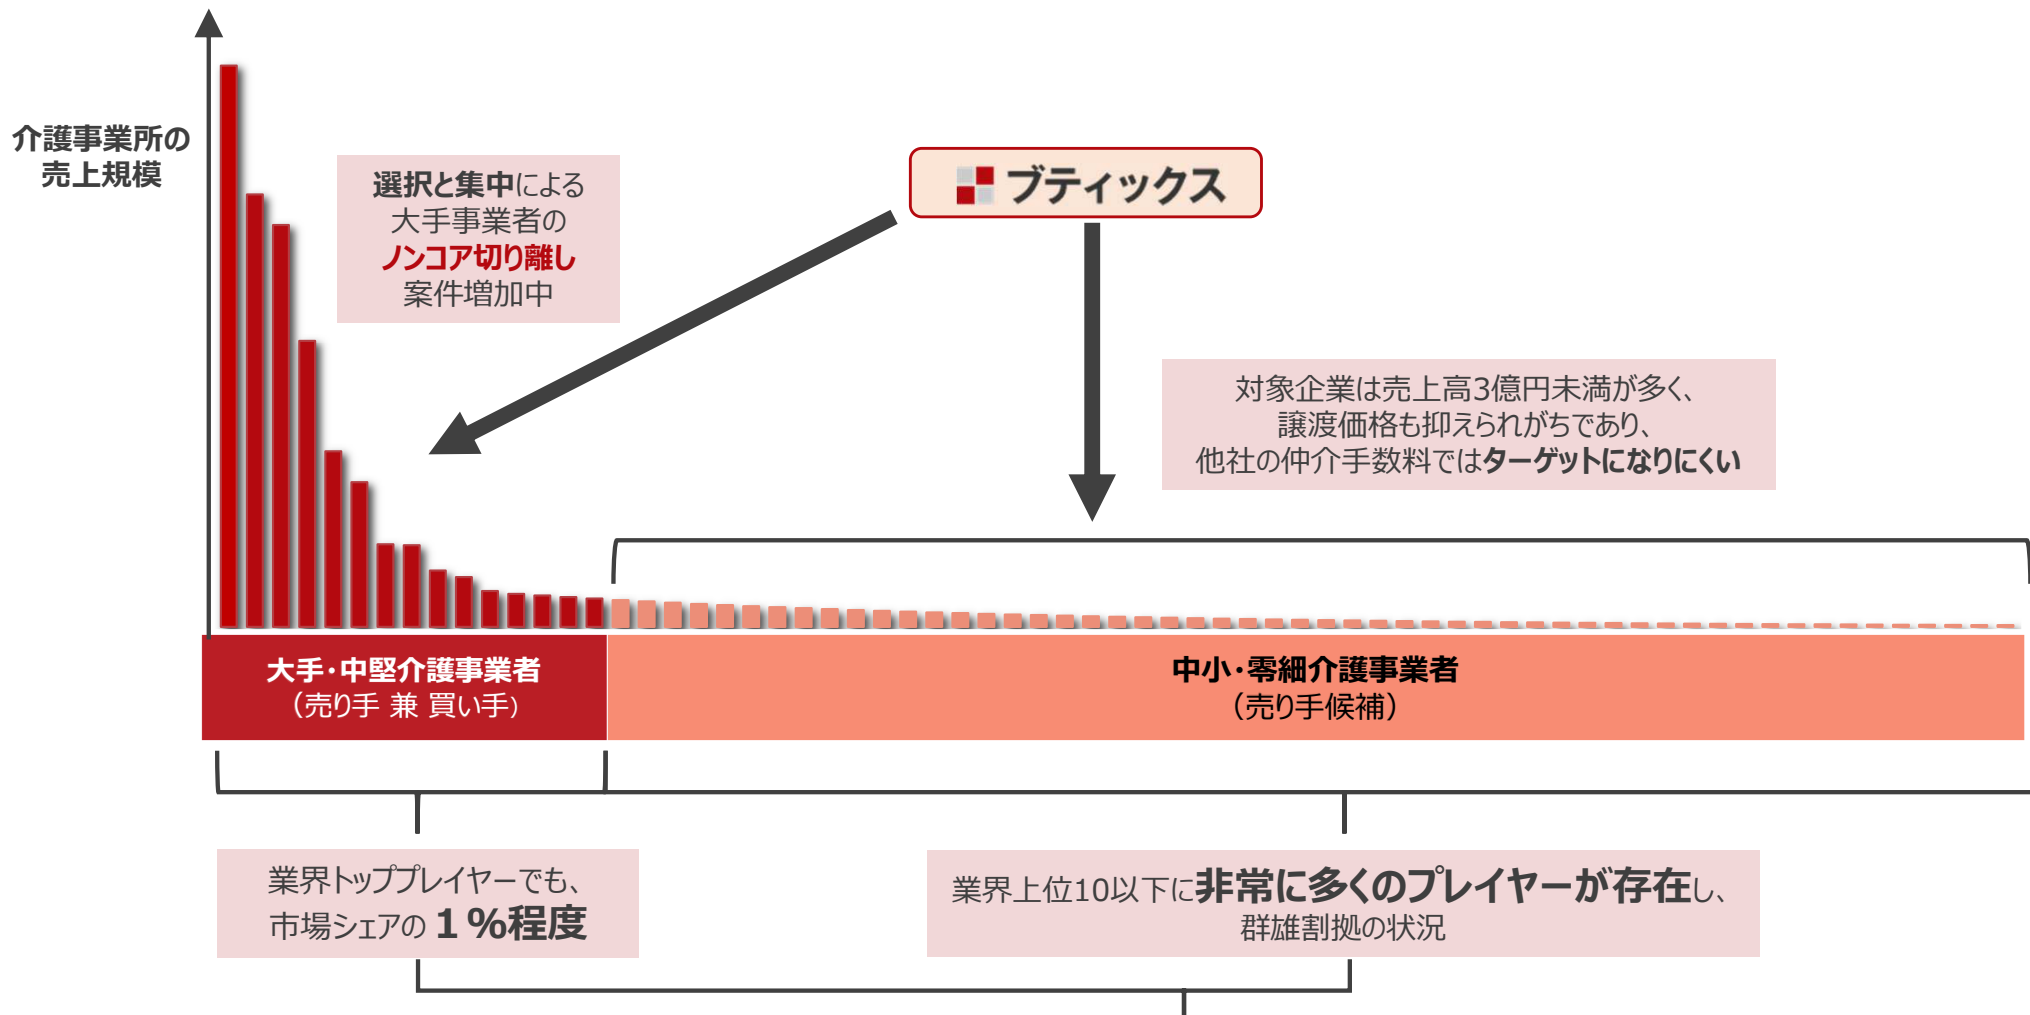 介護事業所の
売上規模
選択と集中による
大手事業者の
ノンコア切り離し
案件増加中
ブティックス
対象企業は売上高3億円未満が多く、
譲渡価格も抑えられがちであり、
他社の仲介手数料ではターゲットになりにくい
大手・中堅介護事業者
（売り手 兼 買い手）
中小・零細介護事業者
（売り手候補）
業界トッププレイヤーでも、
市場シェアの１%程度
業界上位10以下に非常に多くのプレイヤーが存在し、
群雄割拠の状況